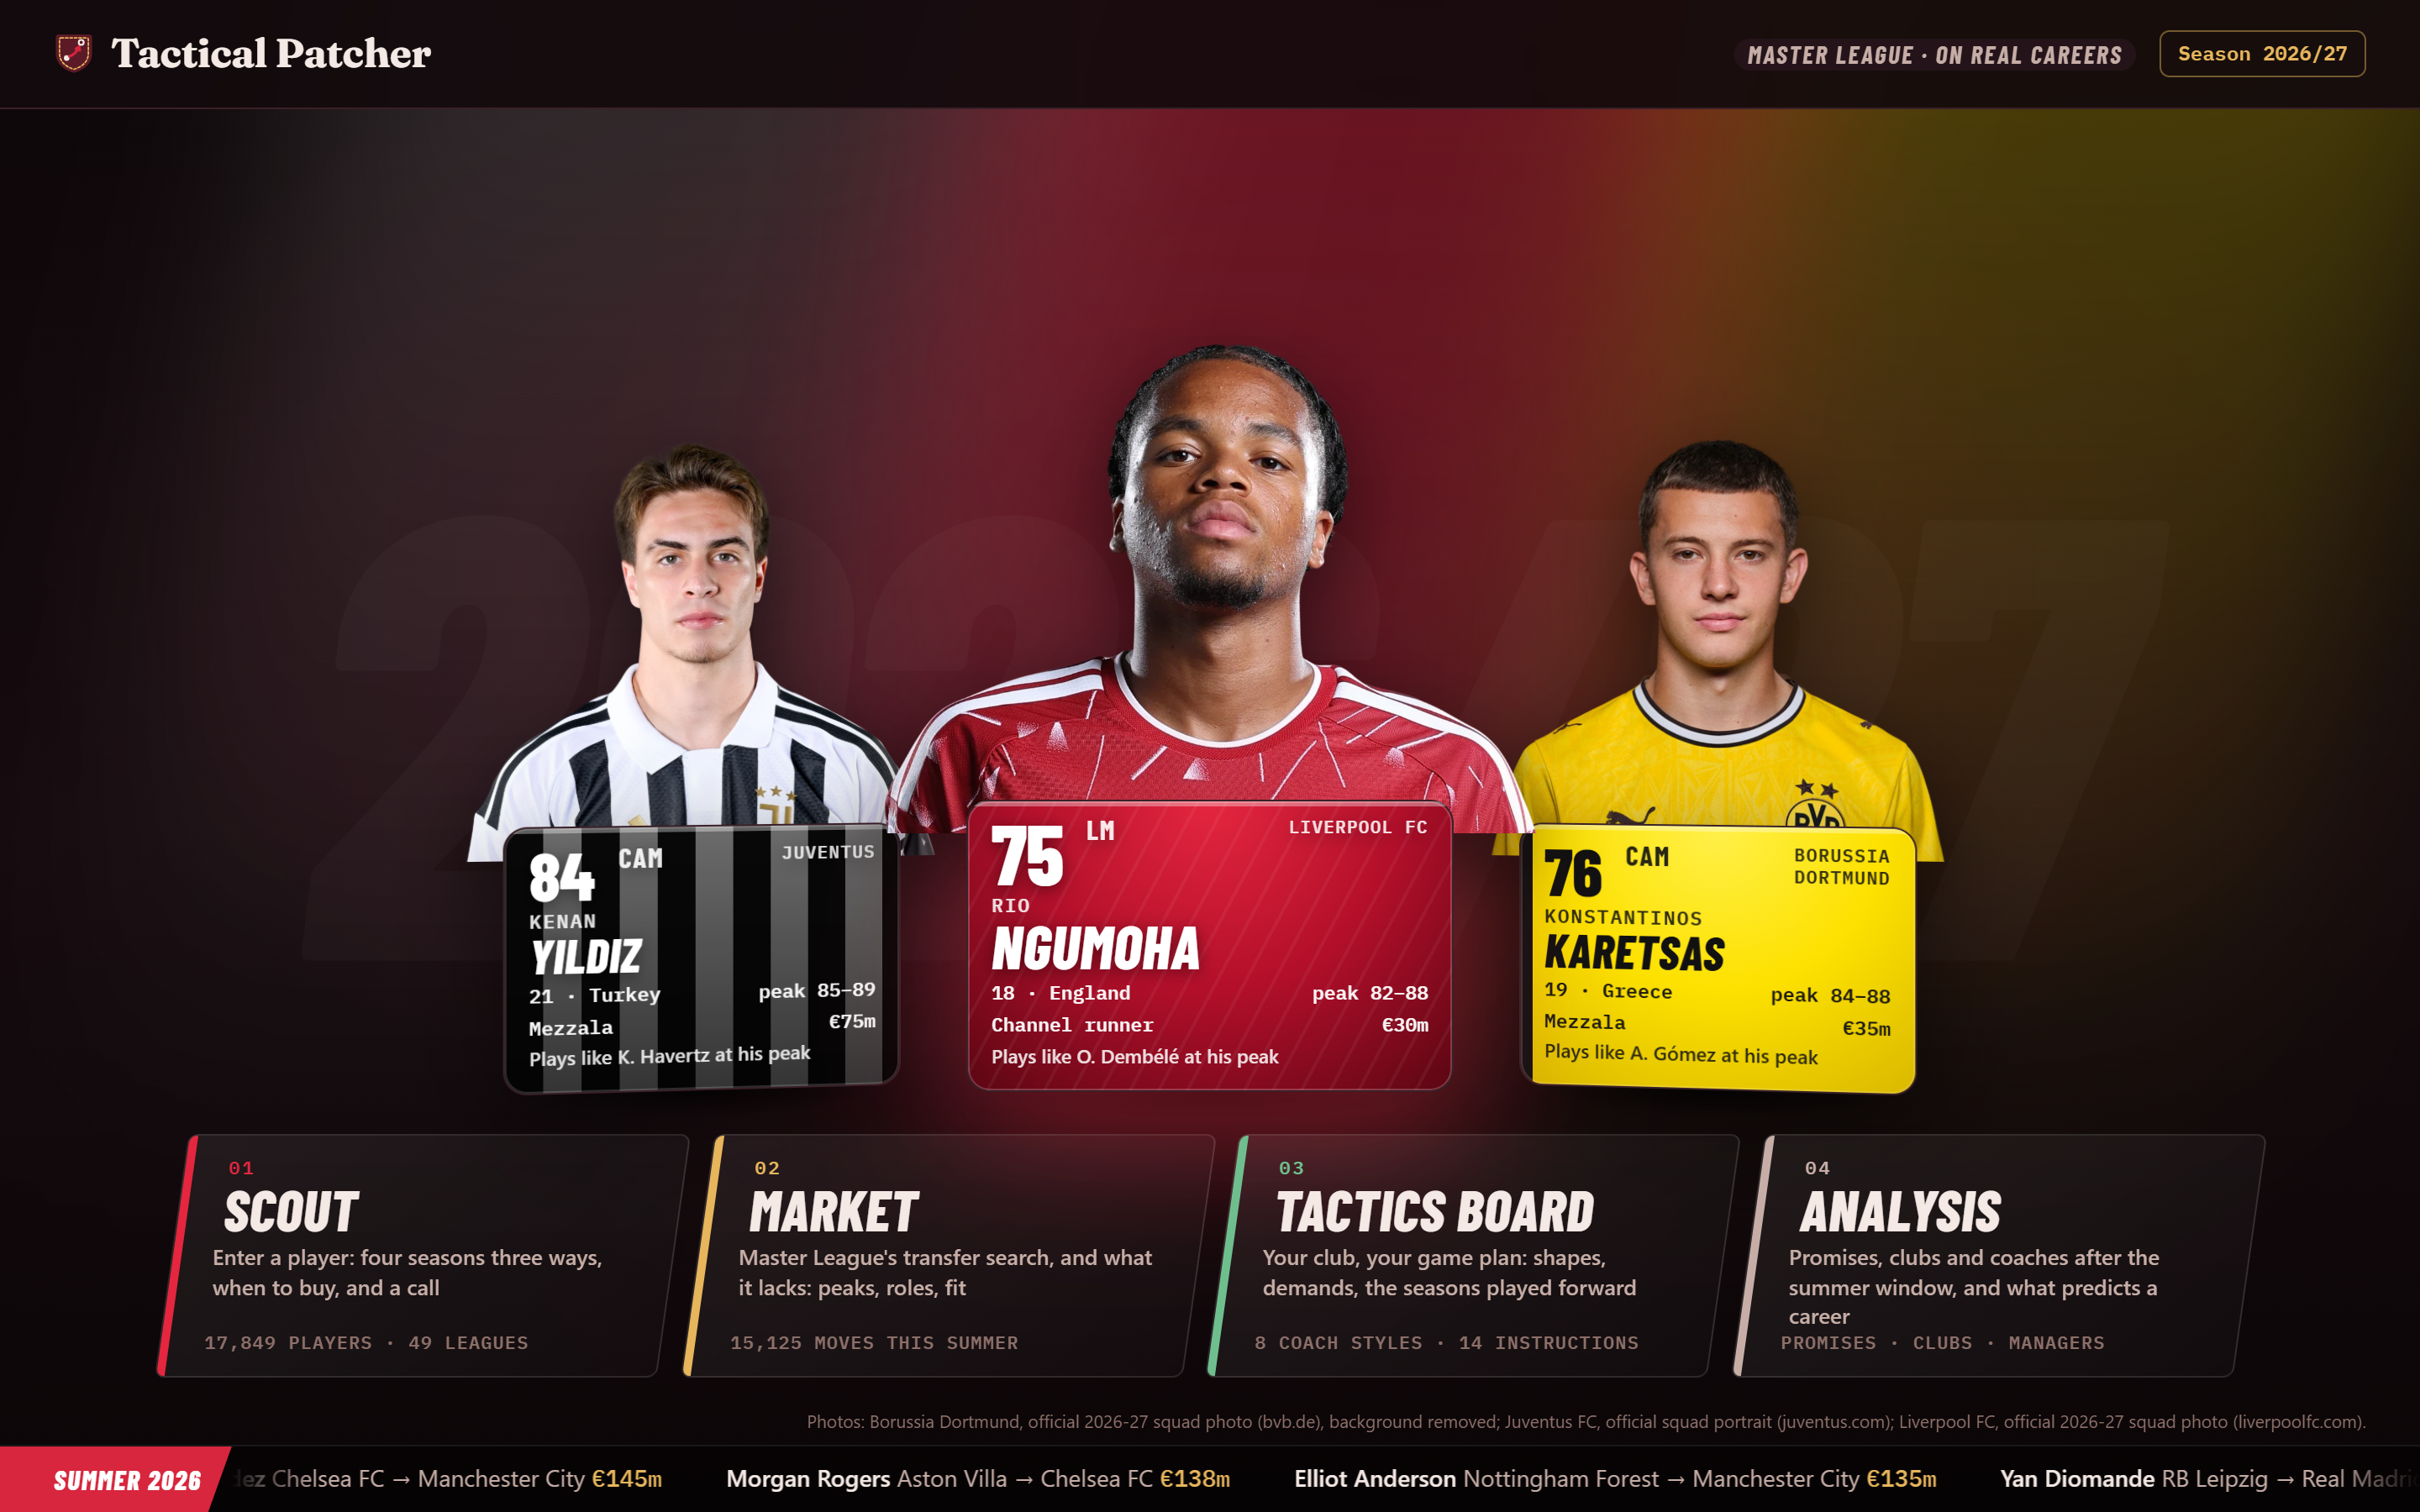 Tactical Patcher
MASTER LEAGUE · ON REAL CAREERS
Season 2026/27
84
CAM
JUVENTUS
KENAN
YILDIZ
21 · Turkey
peak 85–89
Mezzala
€75m
Plays like K. Havertz at his peak
75
LM
LIVERPOOL FC
RIO
NGUMOHA
18 · England
peak 82–88
Channel runner
€30m
Plays like O. Dembélé at his peak
76
CAM
BORUSSIA
DORTMUND
KONSTANTINOS
KARETSAS
19 · Greece
peak 84–88
Mezzala
€35m
Plays like A. Gómez at his peak
01
SCOUT
Enter a player: four seasons three ways,
when to buy, and a call
17,849 PLAYERS · 49 LEAGUES
02
MARKET
Master League's transfer search, and what
it lacks: peaks, roles, fit
15,125 MOVES THIS SUMMER
03
TACTICS BOARD
Your club, your game plan: shapes,
demands, the seasons played forward
8 COACH STYLES · 14 INSTRUCTIONS
04
ANALYSIS
Promises, clubs and coaches after the
summer window, and what predicts a
career
PROMISES · CLUBS · MANAGERS
Photos: Borussia Dortmund, official 2026-27 squad photo (bvb.de), background removed; Juventus FC, official squad portrait (juventus.com); Liverpool FC, official 2026-27 squad photo (liverpoolfc.com).
SUMMER 2026
Chelsea FC → Manchester City €145m
Morgan Rogers Aston Villa → Chelsea FC €138m
Elliot Anderson Nottingham Forest → Manchester City €135m
Yan Diomande RB Leipzig → Real